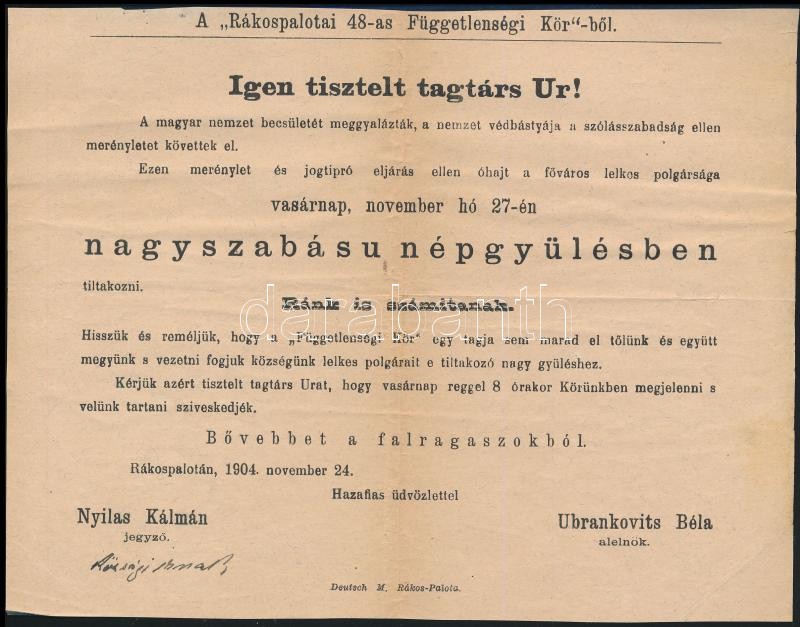 A „Rákospalotai 48-as Függetlenségi Kör“-ből.
Igen tisztelt tagtárs Ur!
A magyar nemzet becsületét meggyalázták, a nemzet védbástyája a szólásszabadság ellen
merényletet követtek el.
Ezen merénylet és jogtipró eljárás ellen óhajt a főváros lelkes polgársága
vasárnap, november hó 27-én
nagyszabásu népgyülésben
tiltakozni.
Ránk is számitanak.
Hisszük és reméljük, hogy a „Függetlenségi Kör“ egy tagja sem marad el tőlünk és együtt
megyünk s vezetni fogjuk községünk lelkes polgárait e tiltakozó nagy gyüléshez.
Kérjük azért tisztelt tagtárs Urat, hogy vasárnap reggel 8 órakor Körünkben megjelenni s
velünk tartani sziveskedjék.
Bővebbet a falragaszokból.
Rákospalotán, 1904. november 24.
Hazafias üdvözlettel
Nyilas Kálmán
jegyző.
Ubrankovits Béla
alelnök.
Deutsch M. Rákos-Palota.
darabanth